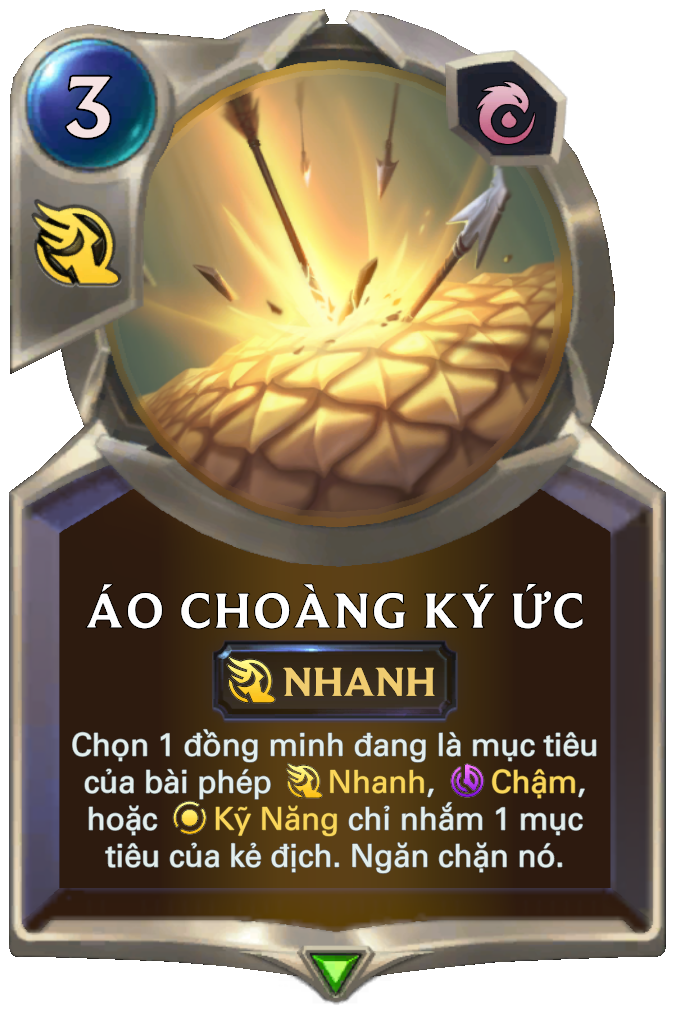 3
ÁO CHOÀNG KÝ ỨC
NHANH
Chọn 1 đồng minh đang là mục tiêu
của bài phép Nhanh, Chậm,
hoặc Kỹ Năng chỉ nhắm 1 mục
tiêu của kẻ địch. Ngăn chặn nó.